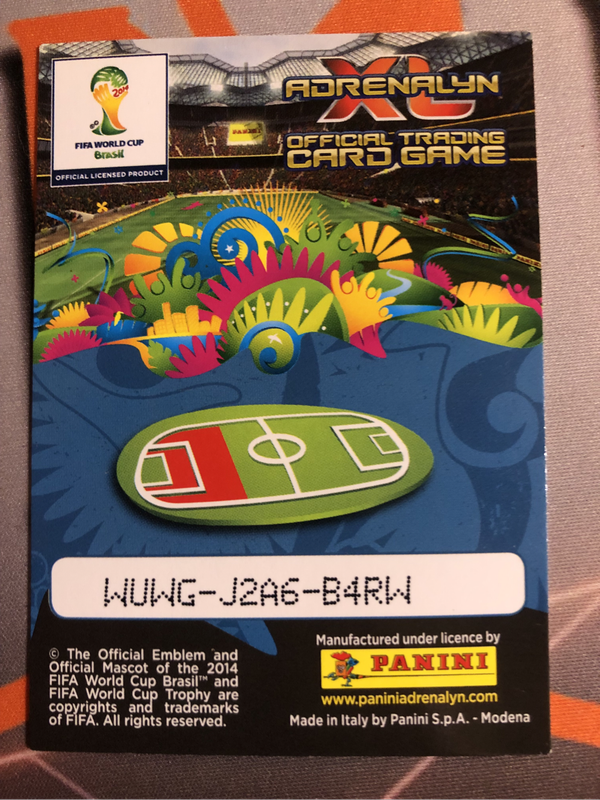 2014
FIFA WORLD CUP
Brasil
OFFICIAL LICENSED PRODUCT
ADRENALYN
XL
OFFICIAL TRADING
CARD GAME
PANINI
WUWG-J2A6-B4RW
© The Official Emblem and
Official Mascot of the 2014
FIFA World Cup Brasil™ and
FIFA World Cup Trophy are
copyrights and trademarks
of FIFA. All rights reserved.
Manufactured under licence by
PANINI
www.paniniadrenalyn.com
Made in Italy by Panini S.p.A. - Modena